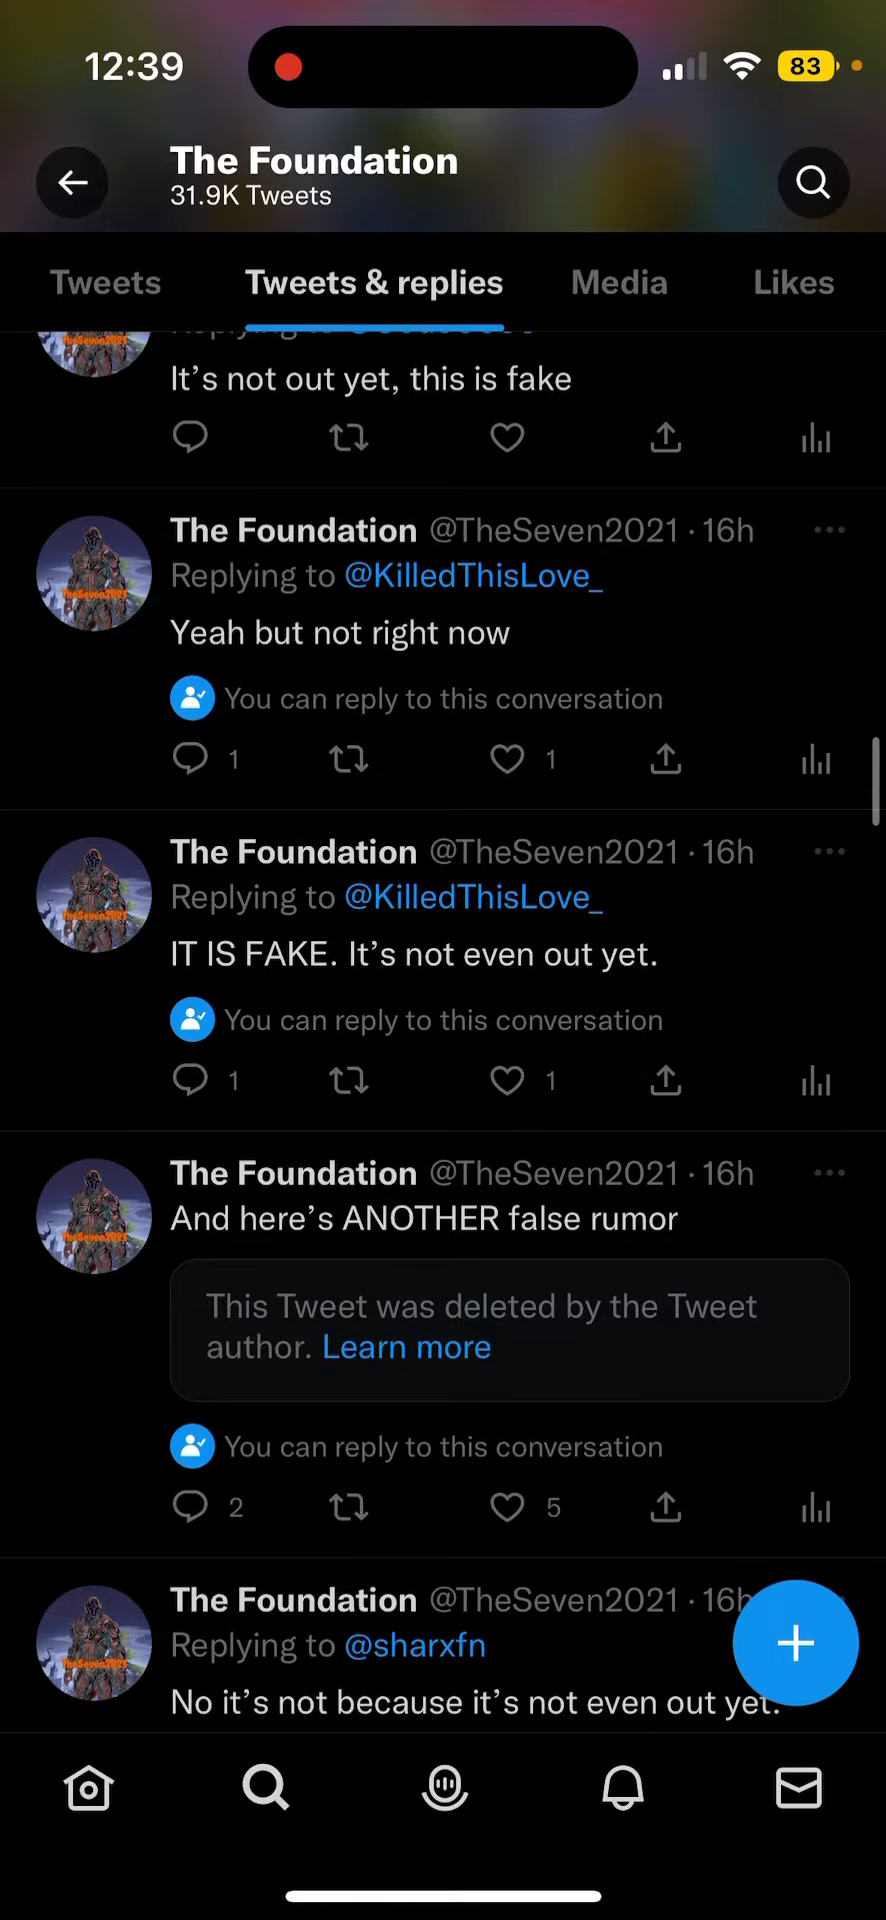 12:39
83
The Foundation
31.9K Tweets
Tweets Tweets & replies Media Likes
It’s not out yet, this is fake
The Foundation @TheSeven2021 · 16h
Replying to @KilledThisLove_
TheSeven2021
Yeah but not right now
You can reply to this conversation
1 1
The Foundation @TheSeven2021 · 16h
Replying to @KilledThisLove_
TheSeven2021
IT IS FAKE. It’s not even out yet.
You can reply to this conversation
1 1
The Foundation @TheSeven2021 · 16h
And here’s ANOTHER false rumor
TheSeven2021
This Tweet was deleted by the Tweet
author. Learn more
You can reply to this conversation
2 5
The Foundation @TheSeven2021 · 16h
Replying to @sharxfn
TheSeven2021
No it’s not because it’s not even out yet.